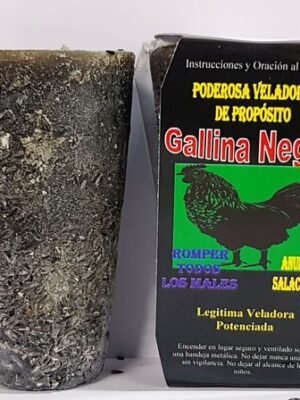 Instrucciones y Oración al
PODEROSA VELADOR
DE PROPÓSITO
Gallina Neg
ROMPER
TODOS
LOS MALES
ANU
SALAC
Legitima Veladora
Potenciada
Encender en lugar seguro y ventilado so
una bandeja metálica. No dejar nunca una
sin vigilancia. No dejar al alcance de lo
niños.